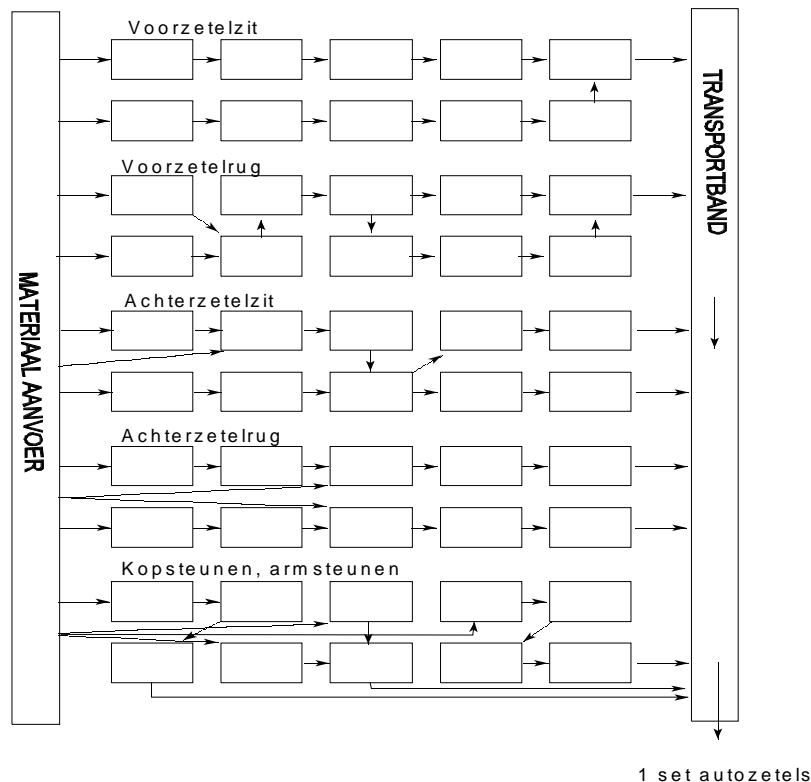 Voorzetelzit
Voorzetelrug
Achterzetelzit
Achterzetelrug
Kopsteunen, armsteunen
MATERIAAL AANVOER
TRANSPORTBAND
1 set autozetels